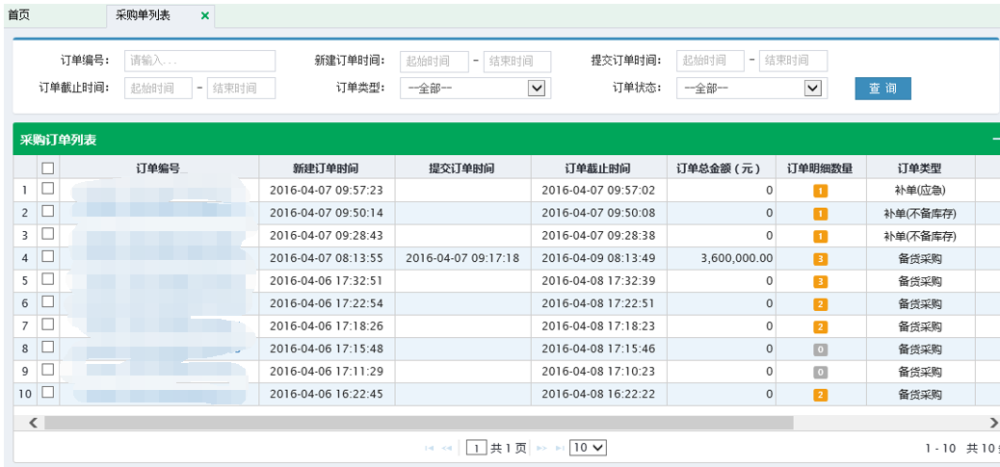 首页 采购单列表 ×
订单编号: 请输入... 新建订单时间: 起始时间 - 结束时间 提交订单时间: 起始时间 - 结束时间
订单截止时间: 起始时间 - 结束时间 订单类型: --全部-- 订单状态: --全部-- 查 询
采购订单列表
订单编号 新建订单时间 提交订单时间 订单截止时间 订单总金额（元） 订单明细数量 订单类型
1 2016-04-07 09:57:23 2016-04-07 09:57:02 0 1 补单(应急)
2 2016-04-07 09:50:14 2016-04-07 09:50:08 0 1 补单(不备库存)
3 2016-04-07 09:28:43 2016-04-07 09:28:38 0 1 补单(不备库存)
4 2016-04-07 08:13:55 2016-04-07 09:17:18 2016-04-09 08:13:49 3,600,000.00 3 备货采购
5 2016-04-06 17:32:51 2016-04-08 17:32:39 0 3 备货采购
6 2016-04-06 17:22:54 2016-04-08 17:22:51 0 2 备货采购
7 2016-04-06 17:18:26 2016-04-08 17:18:23 0 2 备货采购
8 2016-04-06 17:15:48 2016-04-08 17:15:46 0 0 备货采购
9 2016-04-06 17:11:29 2016-04-08 17:10:23 0 0 备货采购
10 2016-04-06 16:22:45 2016-04-08 16:22:22 0 2 备货采购
1 共 1 页 10 1 - 10 共 10